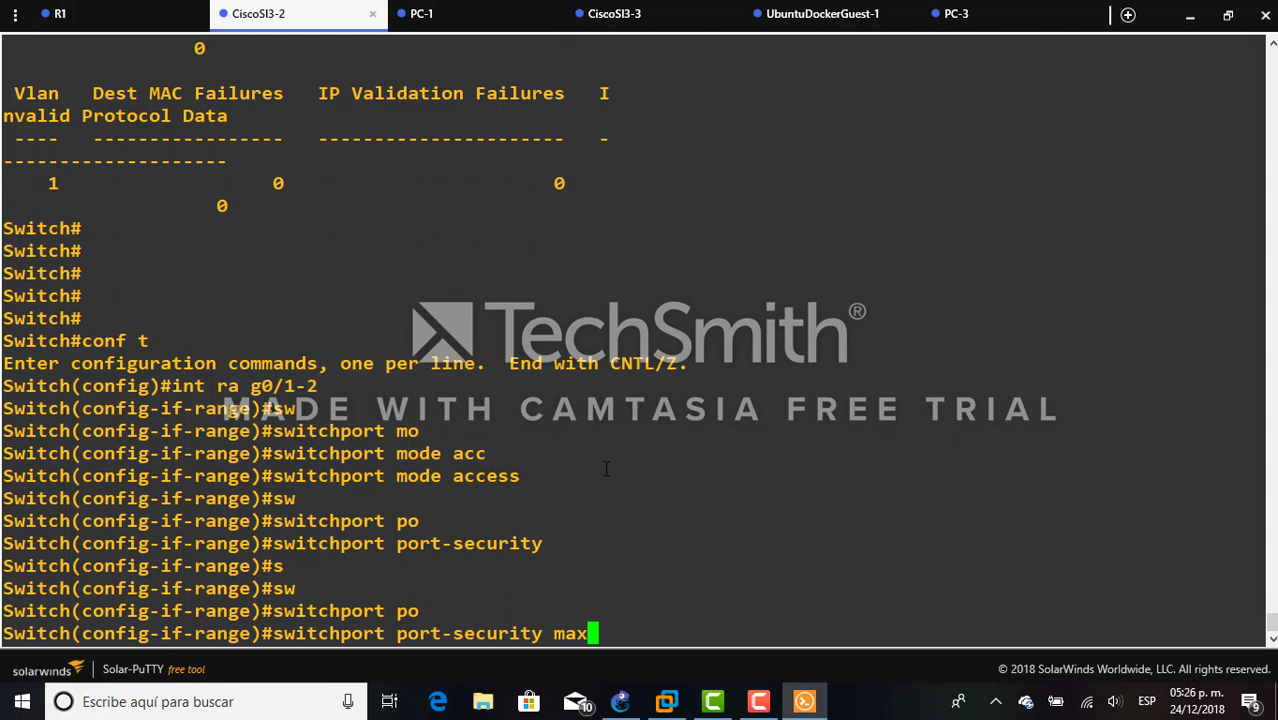 R1 CiscoSI3-2 × PC-1 CiscoSI3-3 UbuntuDockerGuest-1 PC-3
0
Vlan Dest MAC Failures IP Validation Failures I
nvalid Protocol Data
---- ----------------- ---------------------- -
--------------------
1 0 0
0
Switch#
Switch#
Switch#
Switch#
Switch#
Switch#conf t
Enter configuration commands, one per line. End with CNTL/Z.
Switch(config)#int ra g0/1-2
Switch(config-if-range)#sw
Switch(config-if-range)#switchport mo
Switch(config-if-range)#switchport mode acc
Switch(config-if-range)#switchport mode access
Switch(config-if-range)#sw
Switch(config-if-range)#switchport po
Switch(config-if-range)#switchport port-security
Switch(config-if-range)#s
Switch(config-if-range)#sw
Switch(config-if-range)#switchport po
Switch(config-if-range)#switchport port-security max
TechSmith®
MADE WITH CAMTASIA FREE TRIAL
solarwinds Solar-PuTTY free tool © 2018 SolarWinds Worldwide, LLC. All rights reserved.
Escribe aquí para buscar
10
ESP
05:26 p. m.
24/12/2018
9